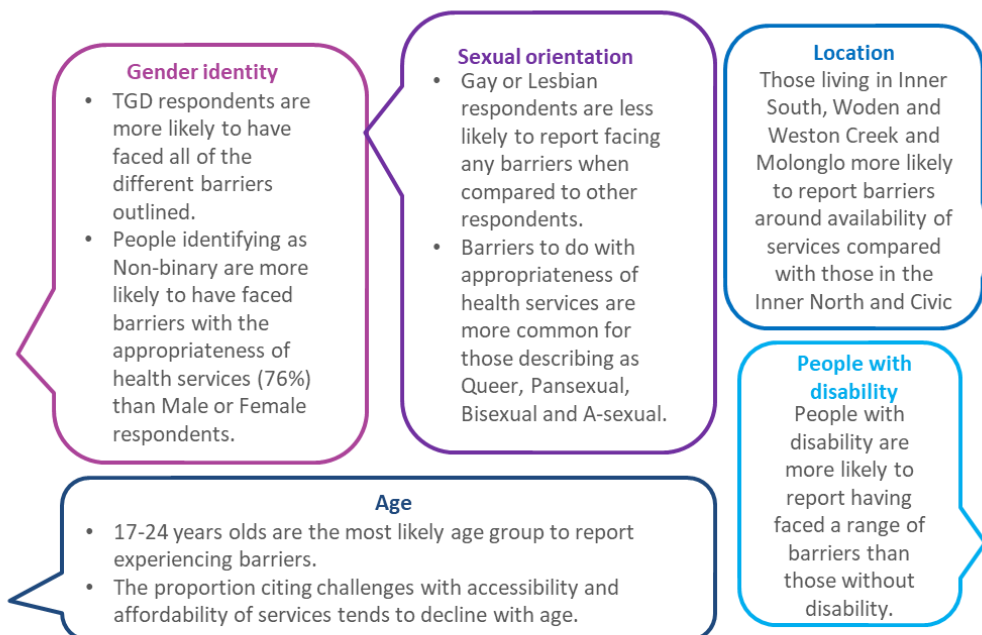 Gender identity
• TGD respondents are
more likely to have
faced all of the
different barriers
outlined.
• People identifying as
Non-binary are more
likely to have faced
barriers with the
appropriateness of
health services (76%)
than Male or Female
respondents.
Sexual orientation
• Gay or Lesbian
respondents are less
likely to report facing
any barriers when
compared to other
respondents.
• Barriers to do with
appropriateness of
health services are
more common for
those describing as
Queer, Pansexual,
Bisexual and A-sexual.
Location
Those living in Inner
South, Woden and
Weston Creek and
Molonglo more likely
to report barriers
around availability of
services compared
with those in the
Inner North and Civic
People with
disability
People with
disability are
more likely to
report having
faced a range of
barriers than
those without
disability.
Age
• 17-24 years olds are the most likely age group to report
experiencing barriers.
• The proportion citing challenges with accessibility and
affordability of services tends to decline with age.